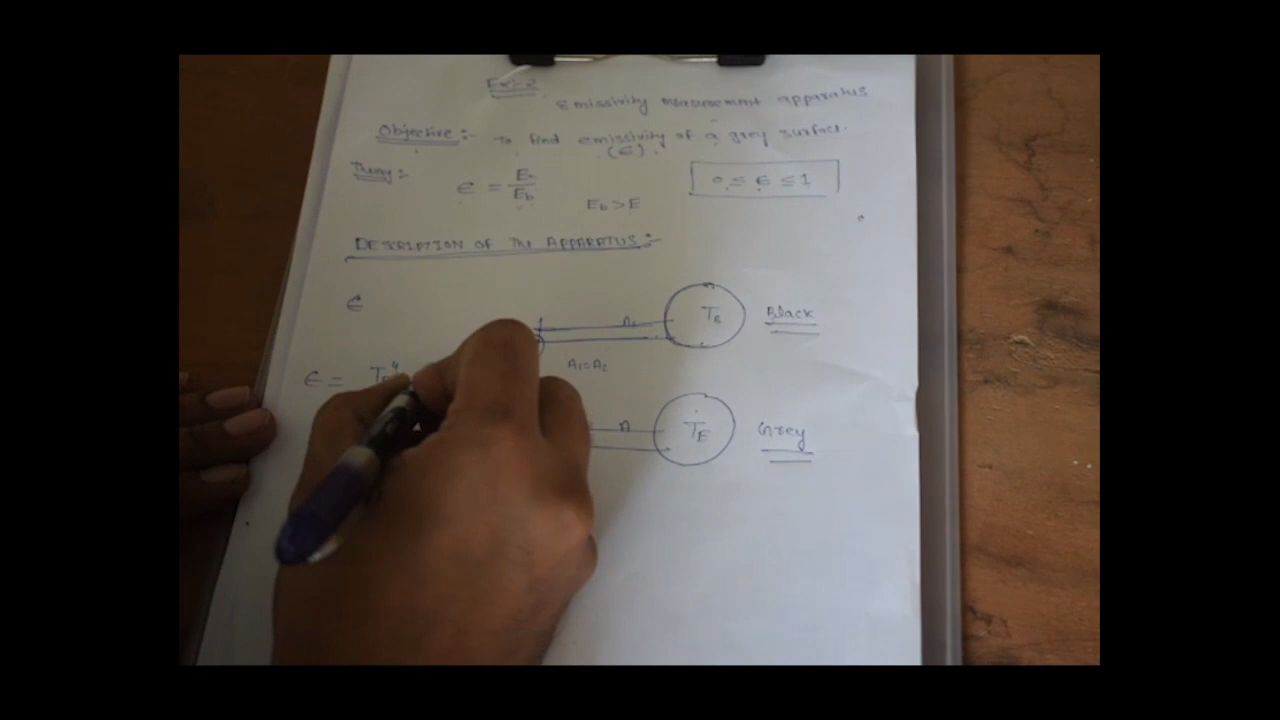 Emissivity measurement apparatus
Objective:- To find emissivity of a grey surface.
(ϵ).
Theory:-
ϵ = E / Eb
0 ≤ ϵ ≤ 1
Eb > E
DESCRIPTION OF The APPARATUS:-
ϵ
A1
TB
Black
A1=A2
ϵ =
A
TE
Grey